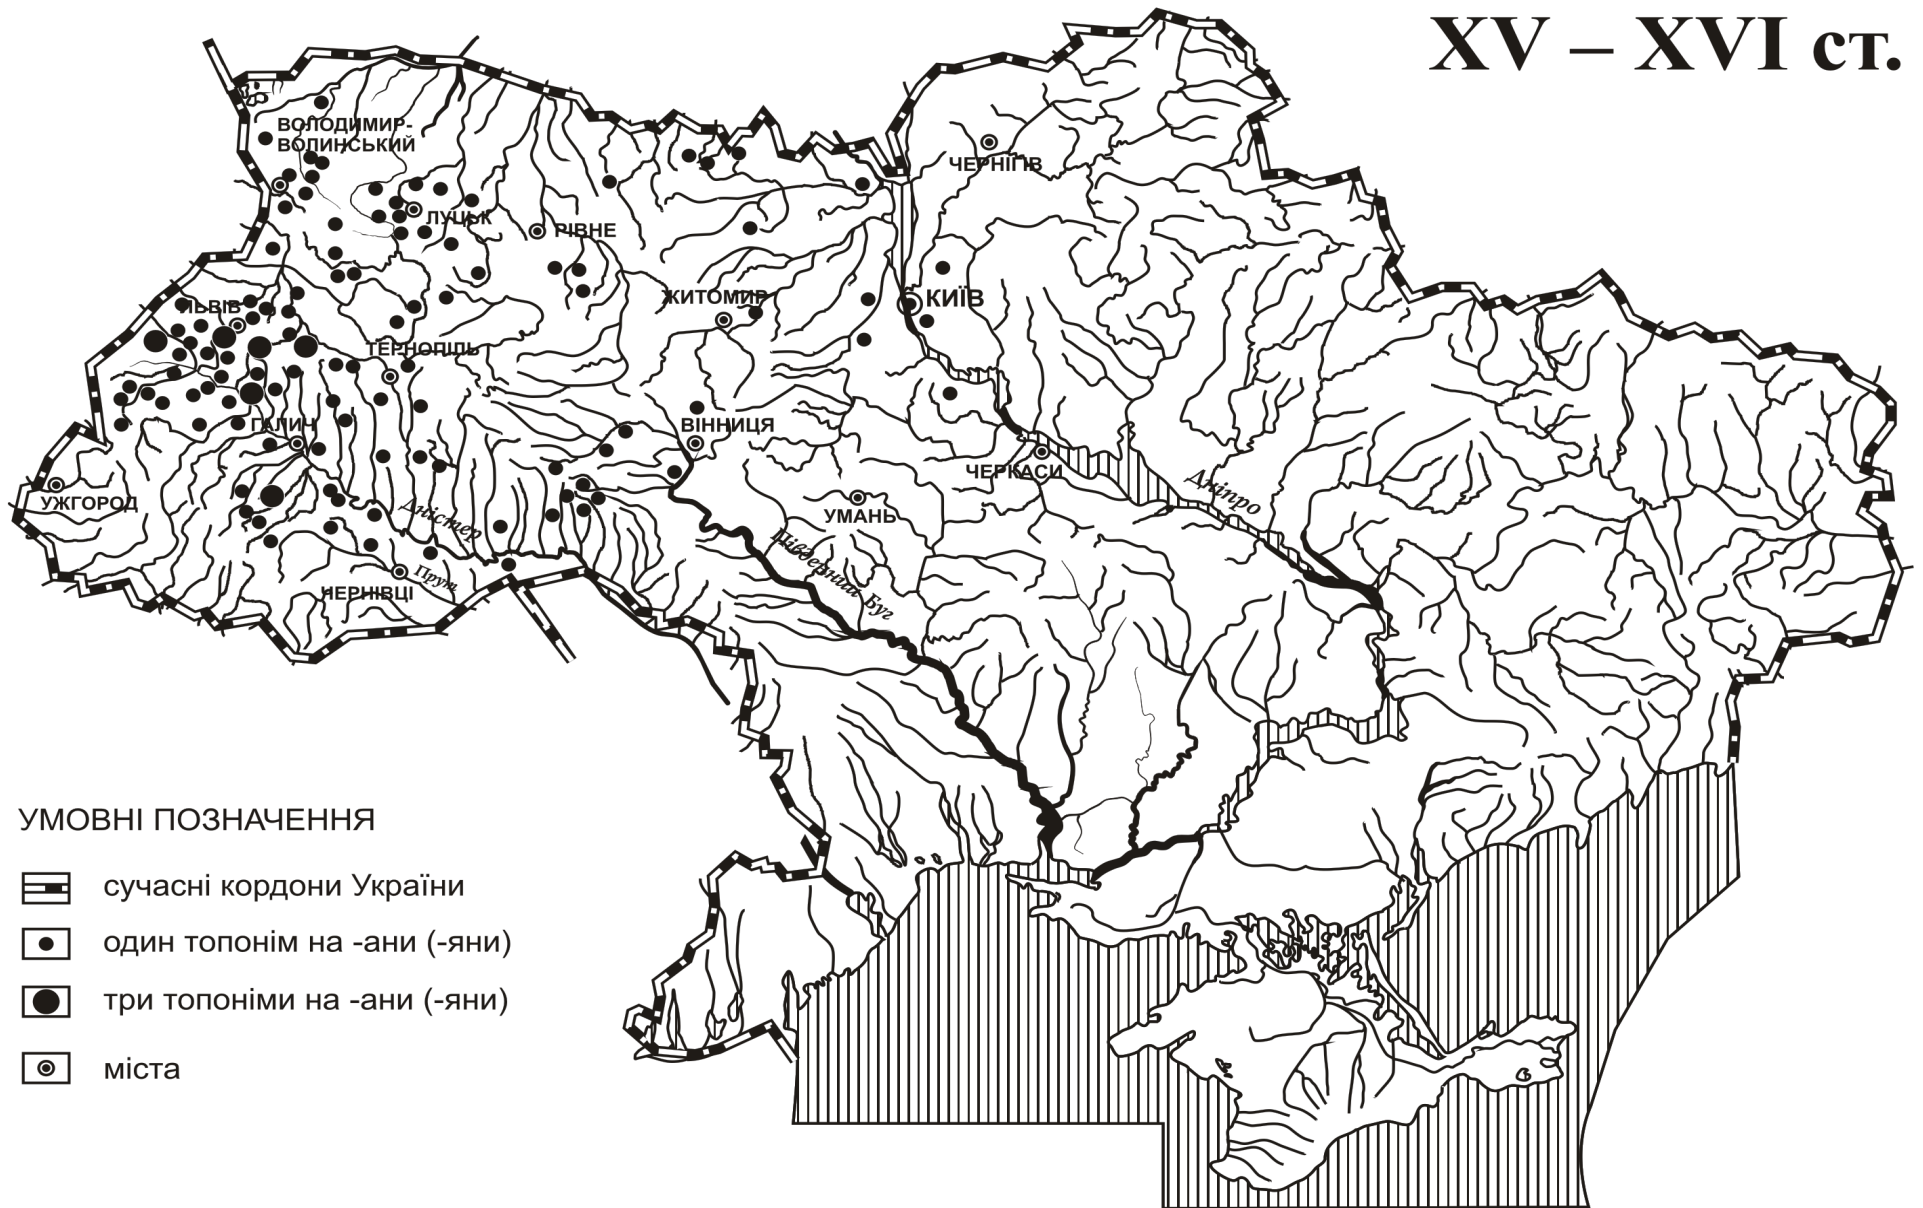 XV – XVI ст.
ВОЛОДИМИР-
ВОЛИНСЬКИЙ
ЧЕРНІГІВ
ЛУЦЬК
РІВНЕ
ЛЬВІВ
ЖИТОМИР
КИЇВ
ТЕРНОПІЛЬ
ГАЛИЧ
ВІННИЦЯ
ЧЕРКАСИ
УЖГОРОД
Дністер
УМАНЬ
Дніпро
Південний Буг
Прут
ЧЕРНІВЦІ
УМОВНІ ПОЗНАЧЕННЯ
сучасні кордони України
один топонім на -ани (-яни)
три топоніми на -ани (-яни)
міста